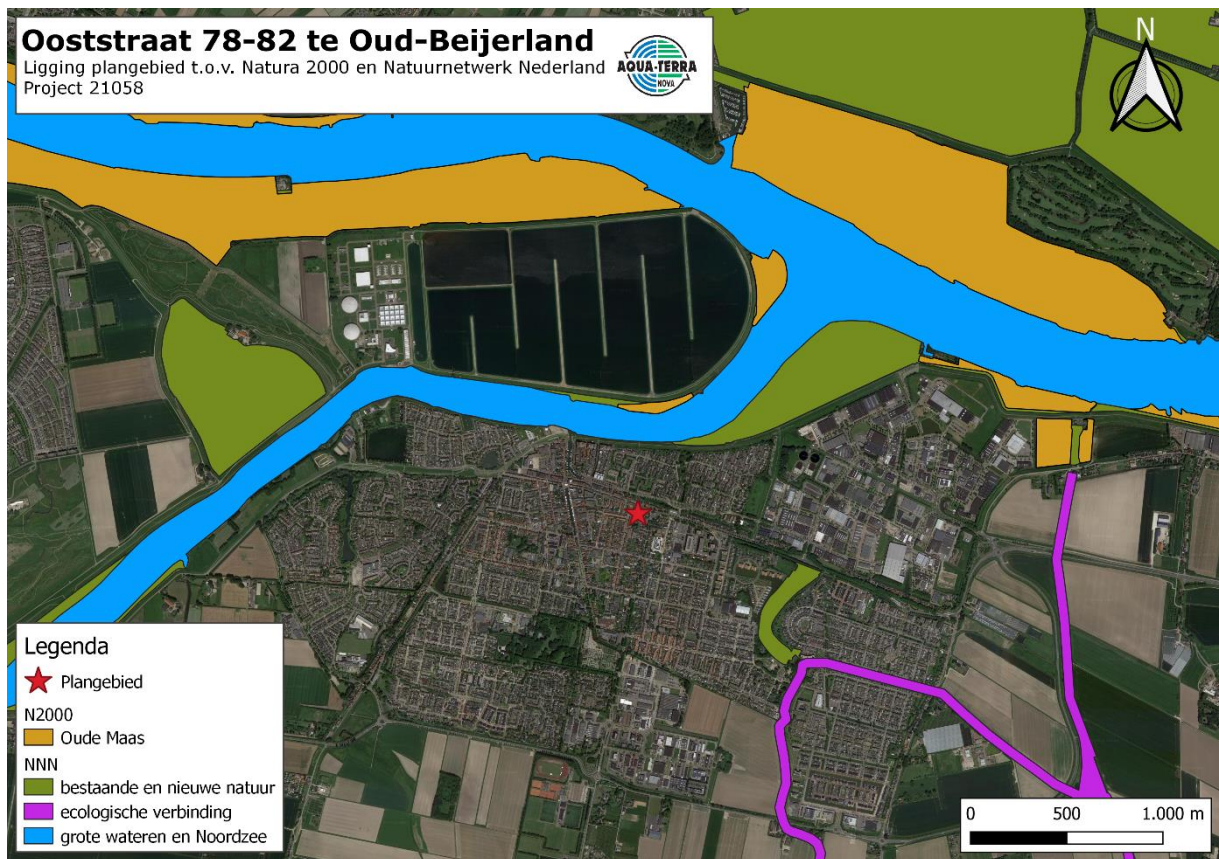 Ooststraat 78-82 te Oud-Beijerland
Ligging plangebied t.o.v. Natura 2000 en Natuurnetwerk Nederland
Project 21058
AQUA-TERRA
NOVA
N
Legenda
Plangebied
N2000
Oude Maas
NNN
bestaande en nieuwe natuur
ecologische verbinding
grote wateren en Noordzee
0 500 1.000 m